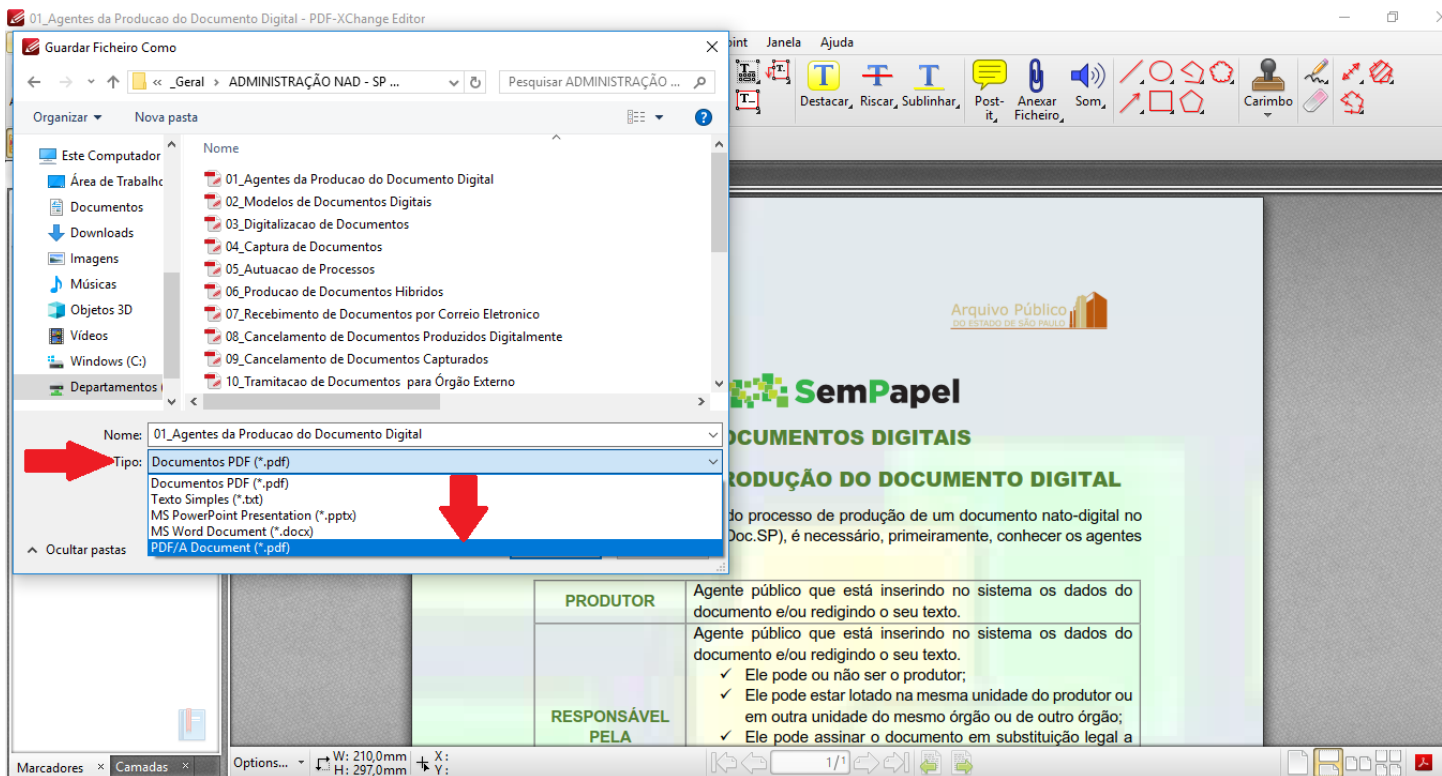 01_Agentes da Producao do Documento Digital - PDF-XChange Editor
Guardar Ficheiro Como
Janela Ajuda
« _Geral › ADMINISTRAÇÃO NAD - SP ...
Pesquisar ADMINISTRAÇÃO ...
Organizar
Nova pasta
Destacar
Riscar
Sublinhar
Post-it
Anexar Ficheiro
Som
Carimbo
Este Computador
Área de Trabalho
Documentos
Downloads
Imagens
Músicas
Objetos 3D
Vídeos
Windows (C:)
Departamentos (
Nome
01_Agentes da Producao do Documento Digital
02_Modelos de Documentos Digitais
03_Digitalizacao de Documentos
04_Captura de Documentos
05_Autuacao de Processos
06_Producao de Documentos Hibridos
07_Recebimento de Documentos por Correio Eletronico
08_Cancelamento de Documentos Produzidos Digitalmente
09_Cancelamento de Documentos Capturados
10_Tramitacao de Documentos para Órgão Externo
Nome: 01_Agentes da Producao do Documento Digital
Tipo: Documentos PDF (*.pdf)
Documentos PDF (*.pdf)
Texto Simples (*.txt)
MS PowerPoint Presentation (*.pptx)
MS Word Document (*.docx)
PDF/A Document (*.pdf)
Ocultar pastas
Arquivo Público
DO ESTADO DE SÃO PAULO
SemPapel
OCUMENTOS DIGITAIS
RODUÇÃO DO DOCUMENTO DIGITAL
do processo de produção de um documento nato-digital no
Doc.SP), é necessário, primeiramente, conhecer os agentes
PRODUTOR
Agente público que está inserindo no sistema os dados do
documento e/ou redigindo o seu texto.
RESPONSÁVEL
PELA
Agente público que está inserindo no sistema os dados do
documento e/ou redigindo o seu texto.
✓ Ele pode ou não ser o produtor;
✓ Ele pode estar lotado na mesma unidade do produtor ou
em outra unidade do mesmo órgão ou de outro órgão;
✓ Ele pode assinar o documento em substituição legal a
Marcadores × Camadas ×
Options...
W: 210,0mm
H: 297,0mm
X:
Y:
1/1